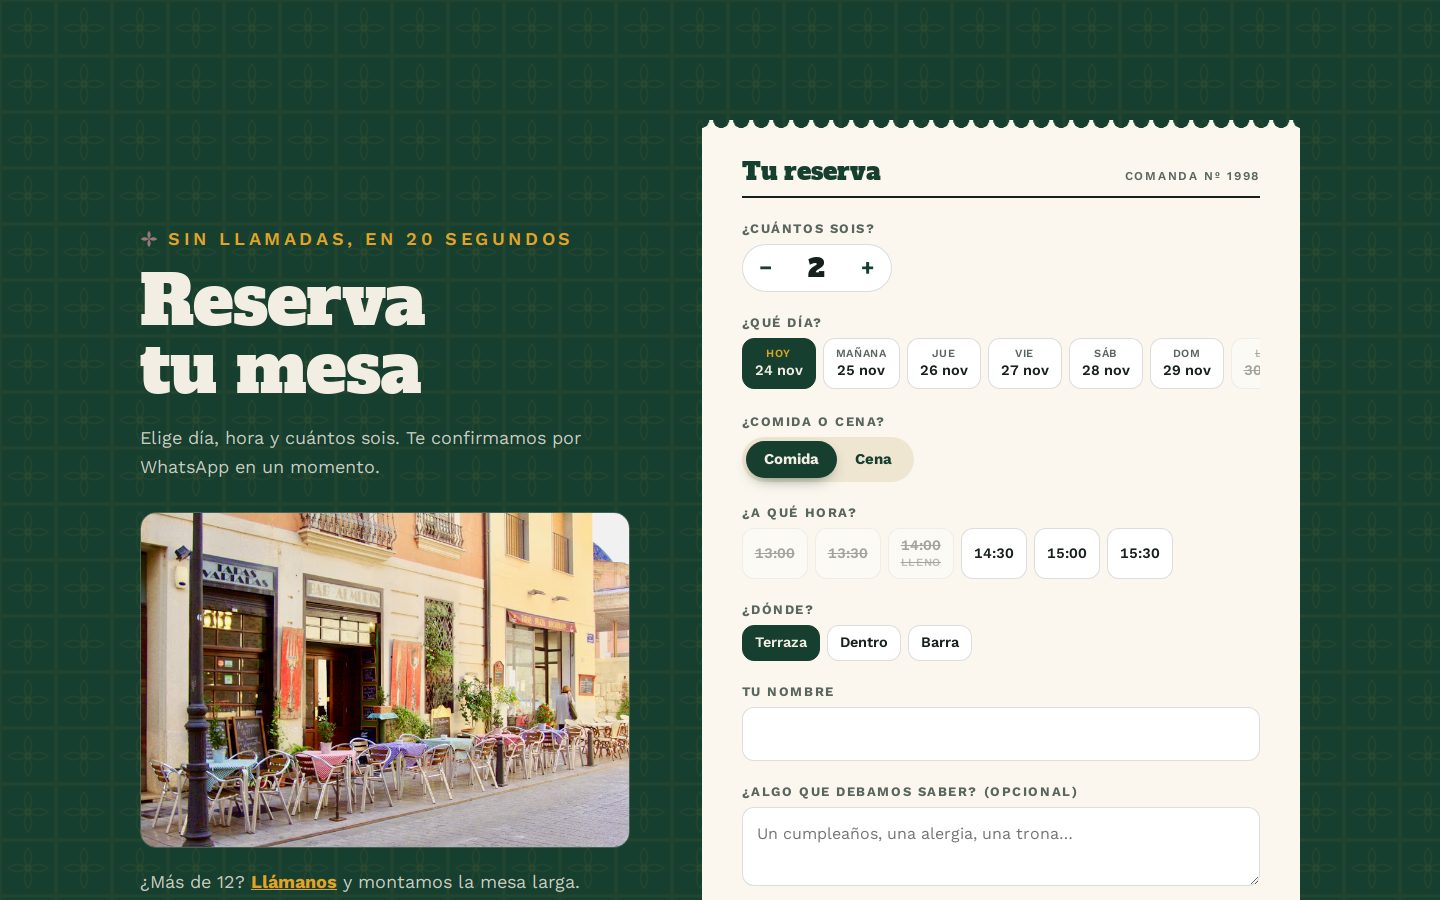 SIN LLAMADAS, EN 20 SEGUNDOS
Reserva
tu mesa
Elige día, hora y cuántos sois. Te confirmamos por
WhatsApp en un momento.
TAPAS
VARIADAS
¿Más de 12? Llámanos y montamos la mesa larga.
Tu reserva
COMANDA Nº 1998
¿CUÁNTOS SOIS?
− 2 +
¿QUÉ DÍA?
HOY MAÑANA JUE VIE SÁB DOM
24 nov 25 nov 26 nov 27 nov 28 nov 29 nov 30
¿COMIDA O CENA?
Comida Cena
¿A QUÉ HORA?
13:00 13:30 14:00 14:30 15:00 15:30
LLENO
¿DÓNDE?
Terraza Dentro Barra
TU NOMBRE
¿ALGO QUE DEBAMOS SABER? (OPCIONAL)
Un cumpleaños, una alergia, una trona…